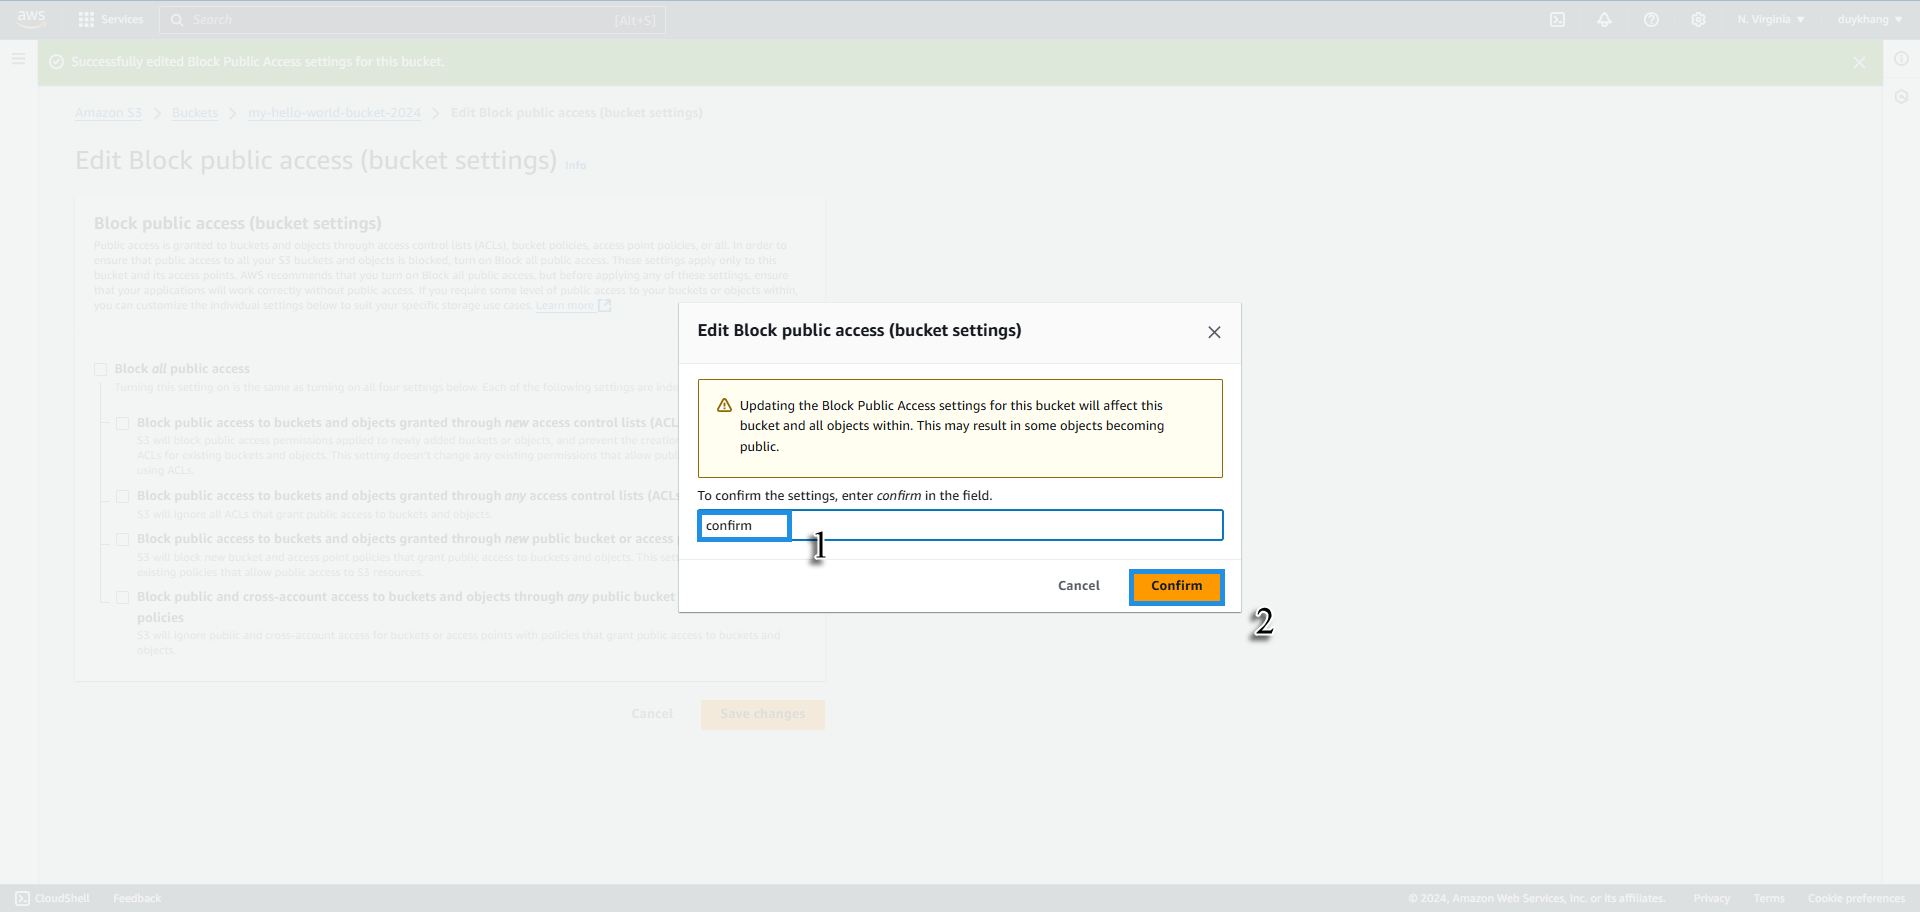 aws Services Search [Alt+S] N. Virginia ▼ duykhang ▼
Successfully edited Block Public Access settings for this bucket.
Amazon S3 > Buckets > my-hello-world-bucket-2024 > Edit Block public access (bucket settings)
Edit Block public access (bucket settings) Info
Block public access (bucket settings)
Public access is granted to buckets and objects through access control lists (ACLs), bucket policies, access point policies, or all. In order to
ensure that public access to all your S3 buckets and objects is blocked, turn on Block all public access. These settings apply only to this
bucket and its access points. AWS recommends that you turn on Block all public access, but before applying any of these settings, ensure
that your applications will work correctly without public access. If you require some level of public access to your buckets or objects within,
you can customize the individual settings below to suit your specific storage use cases. Learn more
Block all public access
Turning this setting on is the same as turning on all four settings below. Each of the following settings are
Block public access to buckets and objects granted through new access control lists (ACL
S3 will block public access permissions applied to newly added buckets or objects, and prevent the
ACLs for existing buckets and objects. This setting doesn't change any existing permissions that allow
using ACLs.
Block public access to buckets and objects granted through any access control lists (ACLs
S3 will ignore all ACLs that grant public access to buckets and objects.
Block public access to buckets and objects granted through new public bucket or access
S3 will block new bucket and access point policies that grant public access to buckets and objects. This
existing policies that allow public access to S3 resources.
Block public and cross-account access to buckets and objects through any public bucket
policies
S3 will ignore public and cross-account access for buckets or access points with policies that grant public access to buckets and
objects.
Cancel Save changes
Edit Block public access (bucket settings)
Updating the Block Public Access settings for this bucket will affect this
bucket and all objects within. This may result in some objects becoming
public.
To confirm the settings, enter confirm in the field.
confirm
1
Cancel Confirm
2
CloudShell Feedback © 2024, Amazon Web Services, Inc. or its affiliates. Privacy Terms Cookie preferences